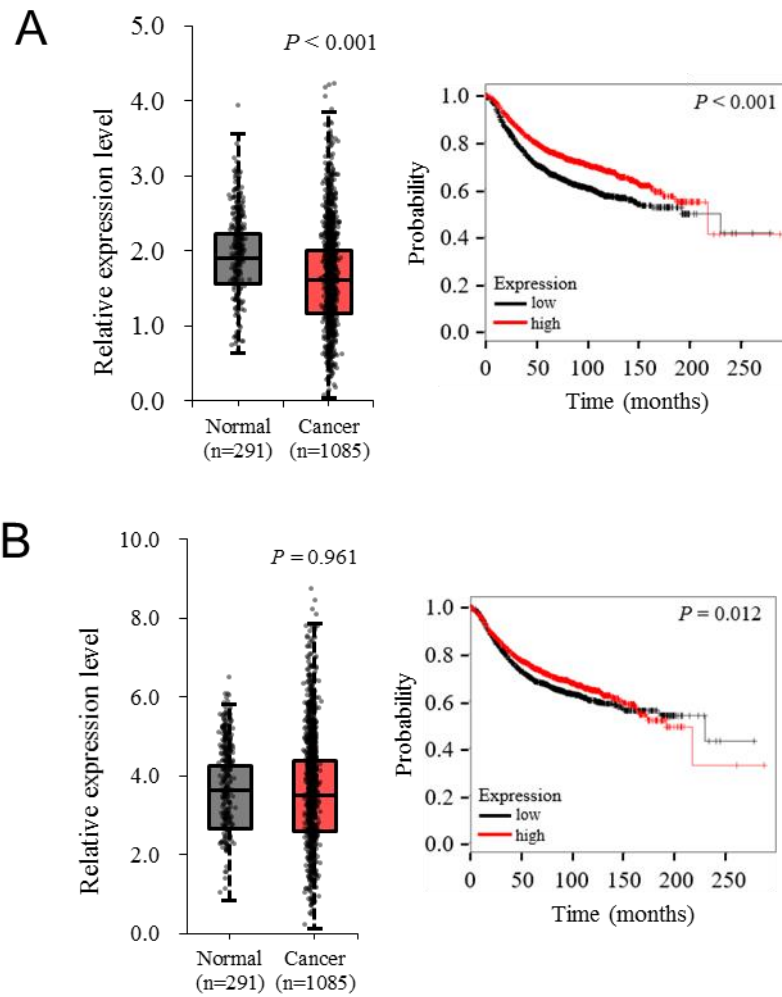 A
Relative expression level
5.0
4.0
3.0
2.0
1.0
0.0
P < 0.001
Normal
(n=291)
Cancer
(n=1085)
Probability
1.0
0.8
0.6
0.4
0.2
0.0
P < 0.001
Expression
low
high
0 50 100 150 200 250
Time (months)
B
Relative expression level
10.0
8.0
6.0
4.0
2.0
0.0
P = 0.961
Normal
(n=291)
Cancer
(n=1085)
Probability
1.0
0.8
0.6
0.4
0.2
0.0
P = 0.012
Expression
low
high
0 50 100 150 200 250
Time (months)